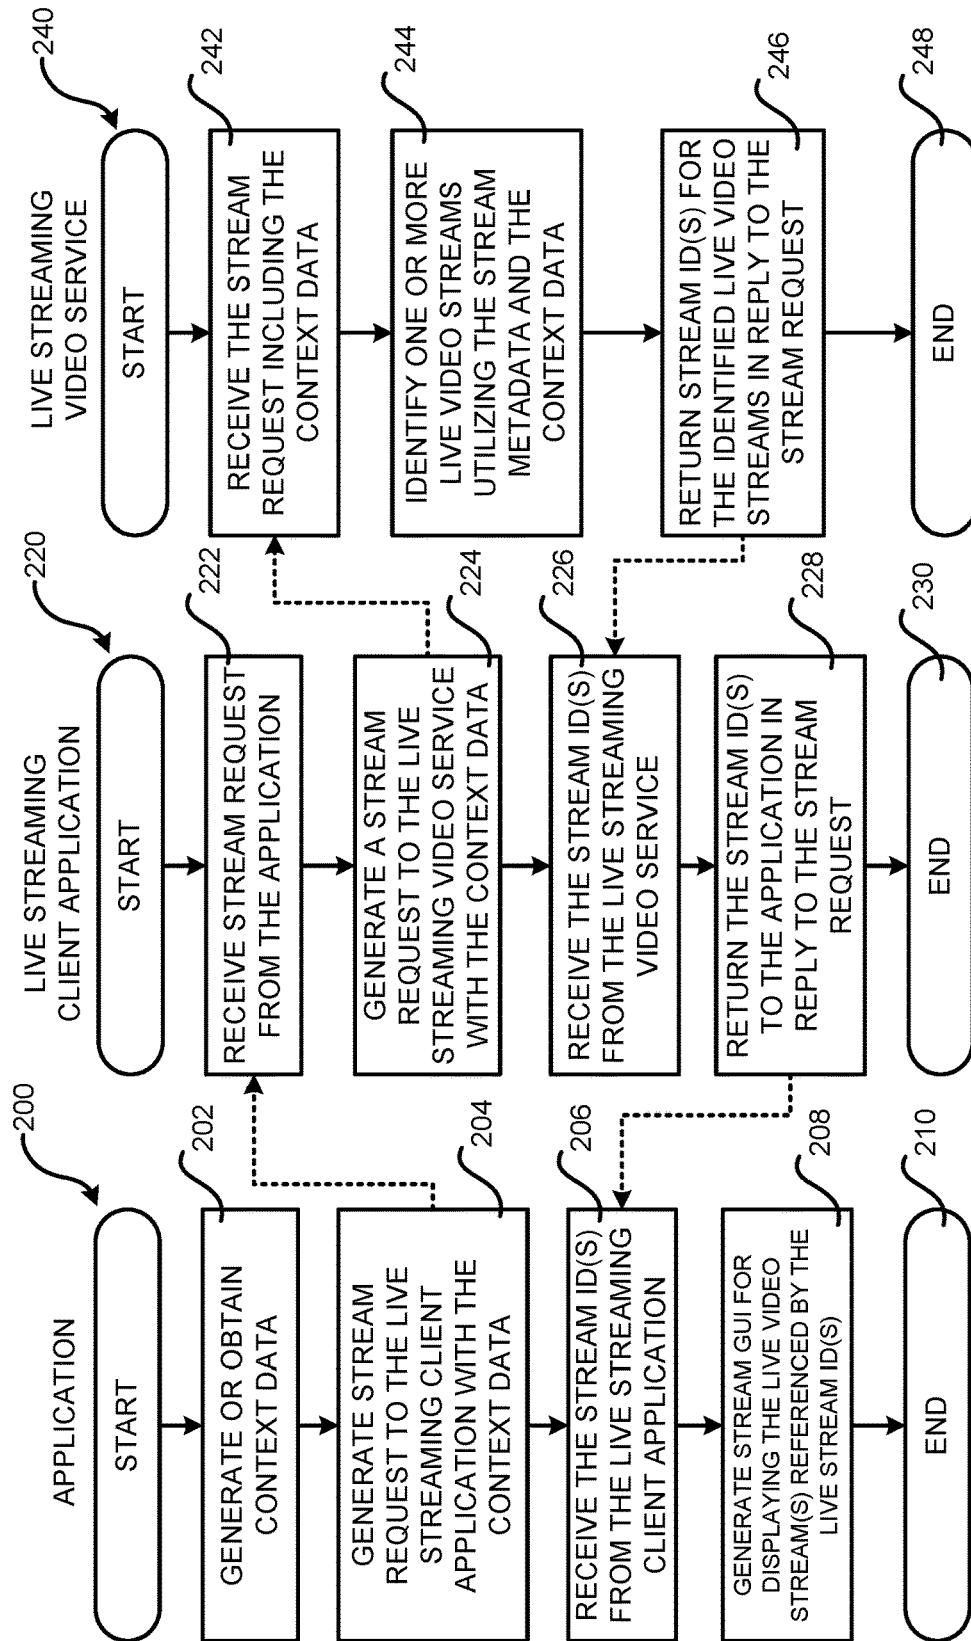 APPLICATION
200
START
202
GENERATE OR OBTAIN
CONTEXT DATA
204
GENERATE STREAM
REQUEST TO THE LIVE
STREAMING CLIENT
APPLICATION WITH THE
CONTEXT DATA
206
RECEIVE THE STREAM ID(S)
FROM THE LIVE STREAMING
CLIENT APPLICATION
208
GENERATE STREAM GUI FOR
DISPLAYING THE LIVE VIDEO
STREAM(S) REFERENCED BY THE
LIVE STREAM ID(S)
210
END
LIVE STREAMING
CLIENT APPLICATION
220
START
222
RECEIVE STREAM REQUEST
FROM THE APPLICATION
224
GENERATE A STREAM
REQUEST TO THE LIVE
STREAMING VIDEO SERVICE
WITH THE CONTEXT DATA
226
RECEIVE THE STREAM ID(S)
FROM THE LIVE STREAMING
VIDEO SERVICE
228
RETURN THE STREAM ID(S)
TO THE APPLICATION IN
REPLY TO THE STREAM
REQUEST
230
END
LIVE STREAMING
VIDEO SERVICE
240
START
242
RECEIVE THE STREAM
REQUEST INCLUDING THE
CONTEXT DATA
244
IDENTIFY ONE OR MORE
LIVE VIDEO STREAMS
UTILIZING THE STREAM
METADATA AND THE
CONTEXT DATA
246
RETURN STREAM ID(S) FOR
THE IDENTIFIED LIVE VIDEO
STREAMS IN REPLY TO THE
STREAM REQUEST
248
END